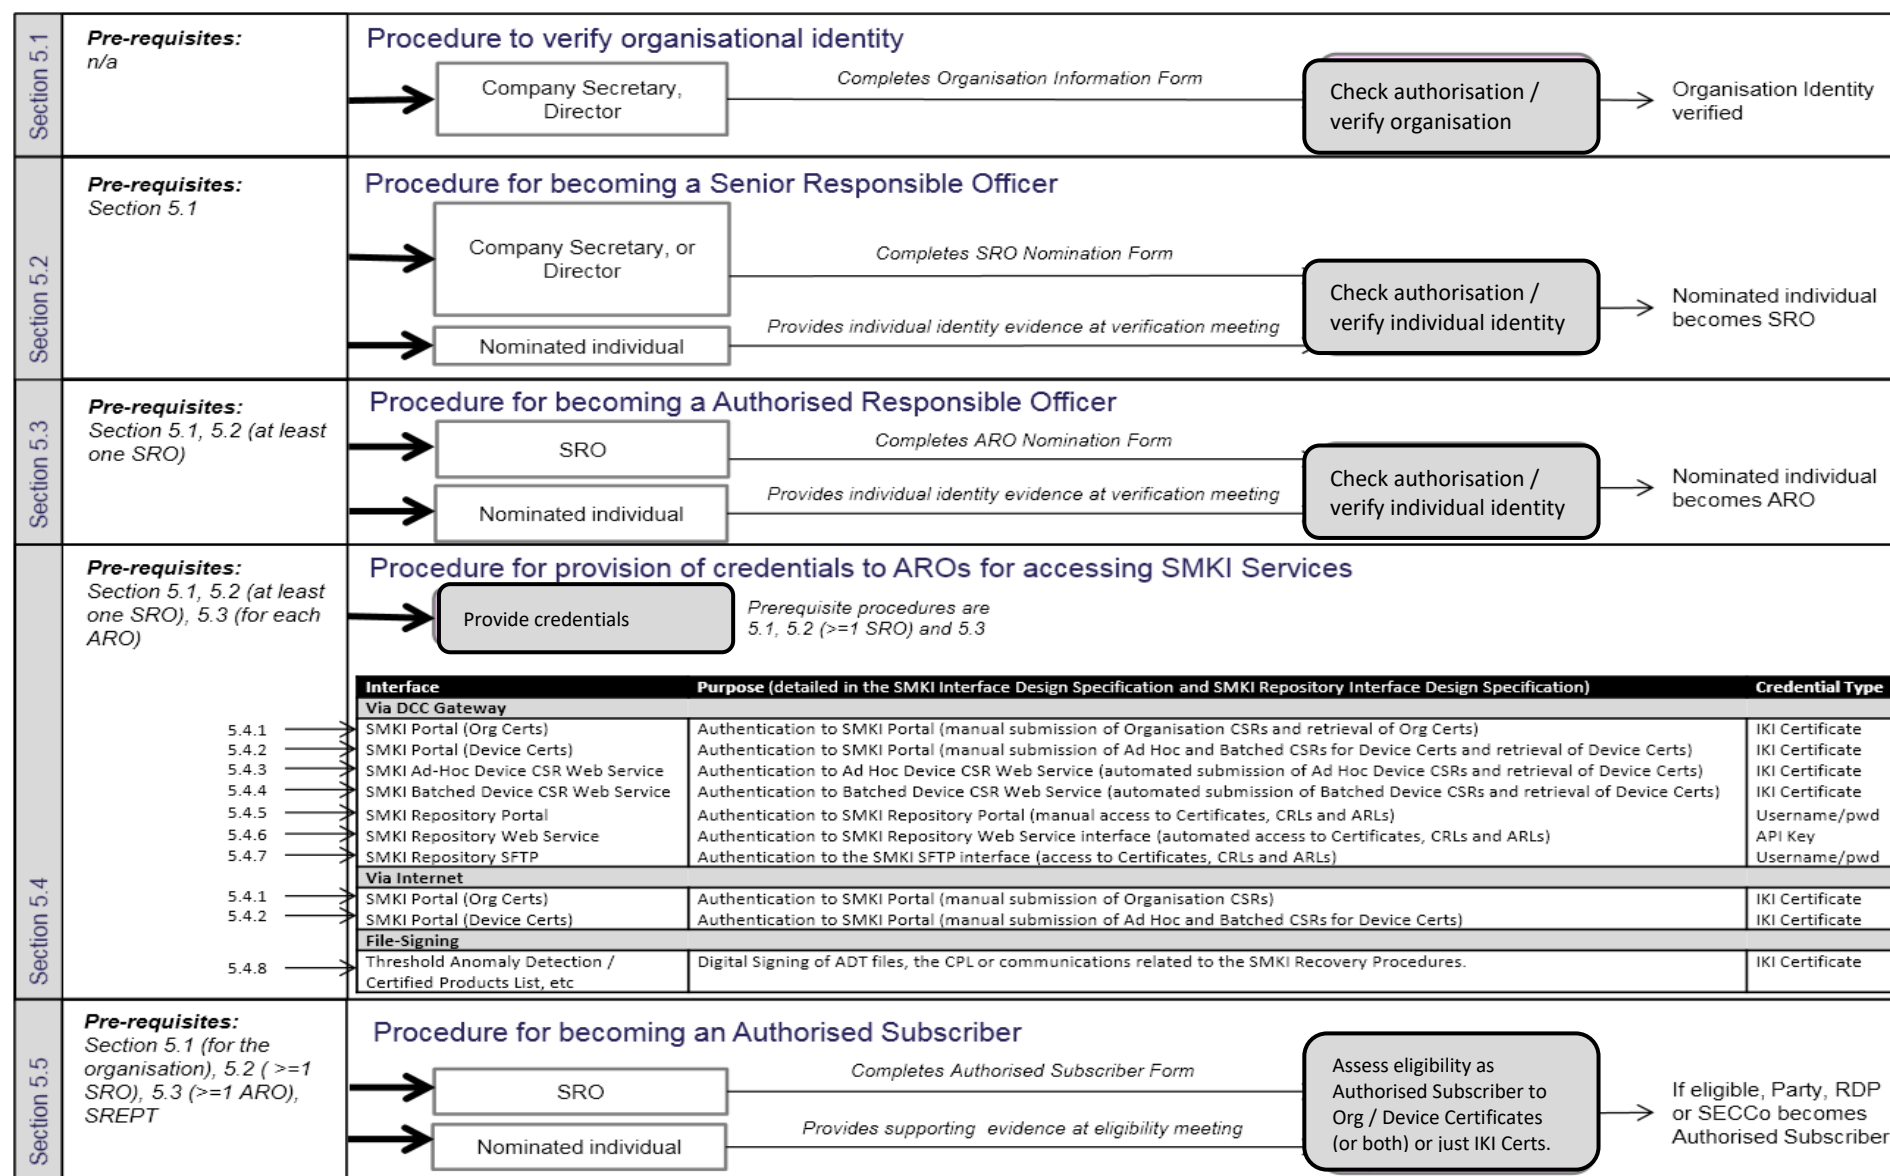 Section 5.1
Pre-requisites:
n/a
Procedure to verify organisational identity
Company Secretary,
Director
Completes Organisation Information Form
Check authorisation /
verify organisation
Organisation Identity
verified
Section 5.2
Pre-requisites:
Section 5.1
Procedure for becoming a Senior Responsible Officer
Company Secretary, or
Director
Completes SRO Nomination Form
Nominated individual
Provides individual identity evidence at verification meeting
Check authorisation /
verify individual identity
Nominated individual
becomes SRO
Section 5.3
Pre-requisites:
Section 5.1, 5.2 (at least
one SRO)
Procedure for becoming a Authorised Responsible Officer
SRO
Completes ARO Nomination Form
Nominated individual
Provides individual identity evidence at verification meeting
Check authorisation /
verify individual identity
Nominated individual
becomes ARO
Section 5.4
Pre-requisites:
Section 5.1, 5.2 (at least
one SRO), 5.3 (for each
ARO)
Procedure for provision of credentials to AROs for accessing SMKI Services
Provide credentials
Prerequisite procedures are
5.1, 5.2 (>=1 SRO) and 5.3
Interface Purpose (detailed in the SMKI Interface Design Specification and SMKI Repository Interface Design Specification) Credential Type
Via DCC Gateway
5.4.1 SMKI Portal (Org Certs) Authentication to SMKI Portal (manual submission of Organisation CSRs and retrieval of Org Certs) IKI Certificate
5.4.2 SMKI Portal (Device Certs) Authentication to SMKI Portal (manual submission of Ad Hoc and Batched CSRs for Device Certs and retrieval of Device Certs) IKI Certificate
5.4.3 SMKI Ad-Hoc Device CSR Web Service Authentication to Ad Hoc Device CSR Web Service (automated submission of Ad Hoc Device CSRs and retrieval of Device Certs) IKI Certificate
5.4.4 SMKI Batched Device CSR Web Service Authentication to Batched Device CSR Web Service (automated submission of Batched Device CSRs and retrieval of Device Certs) IKI Certificate
5.4.5 SMKI Repository Portal Authentication to SMKI Repository Portal (manual access to Certificates, CRLs and ARLs) Username/pwd
5.4.6 SMKI Repository Web Service Authentication to SMKI Repository Web Service interface (automated access to Certificates, CRLs and ARLs) API Key
5.4.7 SMKI Repository SFTP Authentication to the SMKI SFTP interface (access to Certificates, CRLs and ARLs) Username/pwd
Via Internet
5.4.1 SMKI Portal (Org Certs) Authentication to SMKI Portal (manual submission of Organisation CSRs) IKI Certificate
5.4.2 SMKI Portal (Device Certs) Authentication to SMKI Portal (manual submission of Ad Hoc and Batched CSRs for Device Certs) IKI Certificate
File-Signing
5.4.8 Threshold Anomaly Detection / Digital Signing of ADT files, the CPL or communications related to the SMKI Recovery Procedures. IKI Certificate
Certified Products List, etc
Section 5.5
Pre-requisites:
Section 5.1 (for the
organisation), 5.2 ( >=1
SRO), 5.3 (>=1 ARO),
SREPT
Procedure for becoming an Authorised Subscriber
SRO
Completes Authorised Subscriber Form
Nominated individual
Provides supporting evidence at eligibility meeting
Assess eligibility as
Authorised Subscriber to
Org / Device Certificates
(or both) or just IKI Certs.
If eligible, Party, RDP
or SECCo becomes
Authorised Subscriber